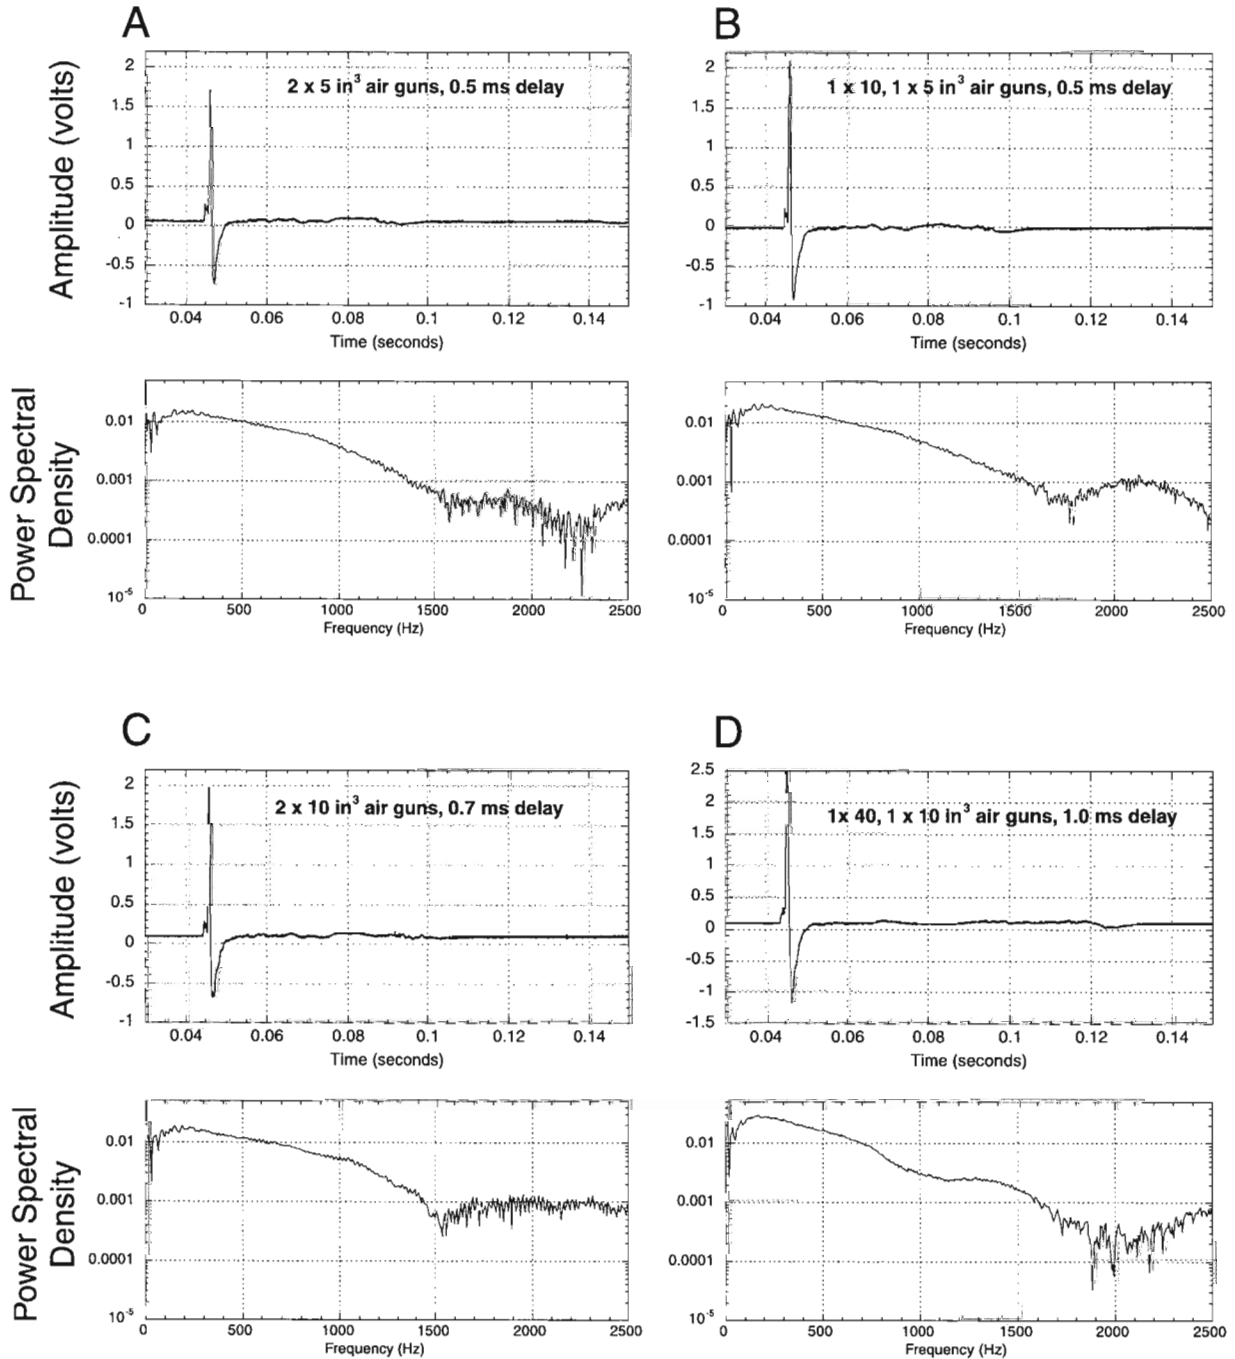 A
Amplitude (volts)
2 x 5 in³ air guns, 0.5 ms delay
2
1.5
1
0.5
0
-0.5
-1
0.04 0.06 0.08 0.1 0.12 0.14
Time (seconds)
Power Spectral
Density
0.01
0.001
0.0001
10⁻⁵
0 500 1000 1500 2000 2500
Frequency (Hz)
B
1 x 10, 1 x 5 in³ air guns, 0.5 ms delay
2
1.5
1
0.5
0
-0.5
-1
0.04 0.06 0.08 0.1 0.12 0.14
Time (seconds)
0.01
0.001
0.0001
10⁻⁵
0 500 1000 1500 2000 2500
Frequency (Hz)
C
Amplitude (volts)
2 x 10 in³ air guns, 0.7 ms delay
2
1.5
1
0.5
0
-0.5
-1
0.04 0.06 0.08 0.1 0.12 0.14
Time (seconds)
Power Spectral
Density
0.01
0.001
0.0001
10⁻⁵
0 500 1000 1500 2000 2500
Frequency (Hz)
D
1x 40, 1 x 10 in³ air guns, 1.0 ms delay
2.5
2
1.5
1
0.5
0
-0.5
-1
-1.5
0.04 0.06 0.08 0.1 0.12 0.14
Time (seconds)
0.01
0.001
0.0001
10⁻⁵
0 500 1000 1500 2000 2500
Frequency (Hz)